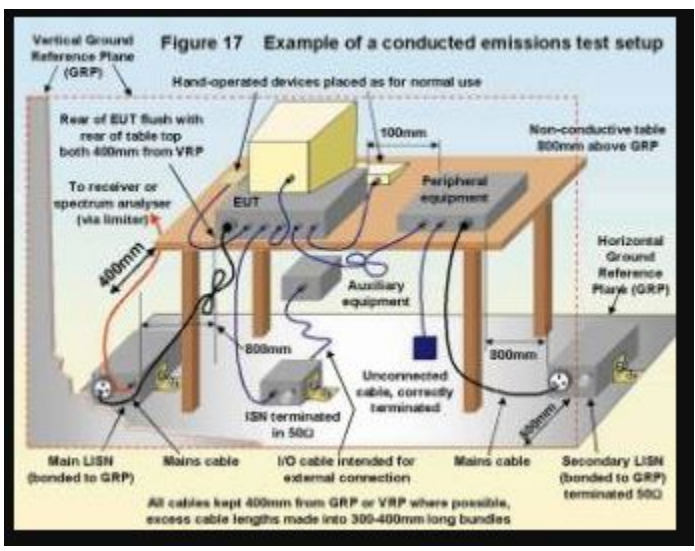 Vertical Ground
Reference Plane
(GRP)
Figure 17 Example of a conducted emissions test setup
Hand-operated devices placed as for normal use
Rear of EUT flush with
rear of table top
both 400mm from VRP
100mm
Non-conductive table
800mm above GRP
To receiver or
spectrum analyser
(via limiter)
EUT
Peripheral
equipment
400mm
Horizontal
Ground
Reference
Plank (GRP)
Auxiliary
equipment
800mm
800mm
Unconnected
cable, correctly
terminated
ISN terminated
in 50Ω
400mm
Main LISN
(bonded to GRP)
Mains cable
I/O cable intended for
external connection
Mains cable
Secondary LISN
(bonded to GRP)
terminated 50Ω
All cables kept 400mm from GRP or VRP where possible,
excess cable lengths made into 300-400mm long bundles